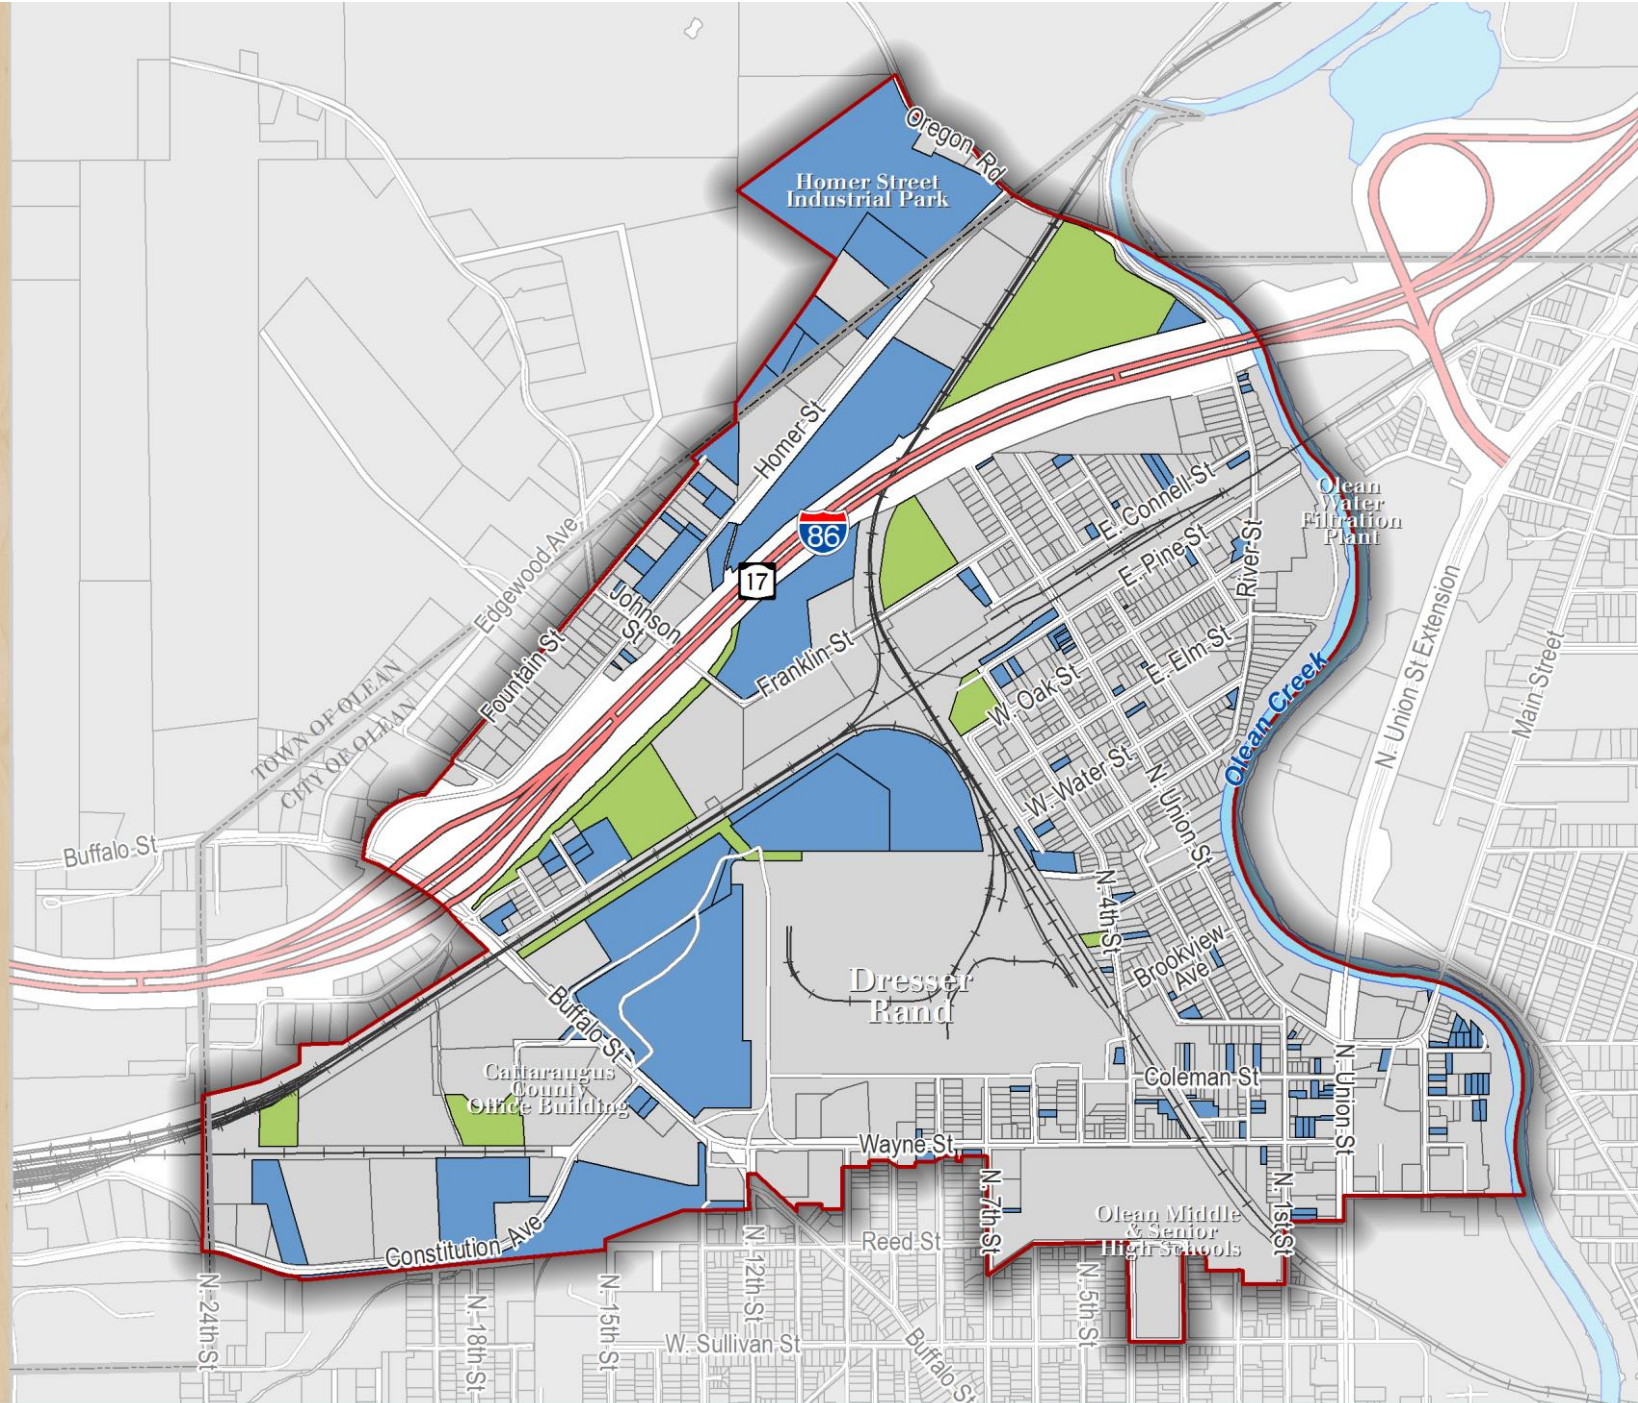 Oregon Rd
Homer Street
Industrial Park
Homer St
86
17
E. Connell St
Olean
Water
Filtration
Plant
E. Pine St
River St
Edgewood Ave
Johnson
St
Franklin St
Fountain St
E. Elm St
W. Oak St
TOWN OF OLEAN
CITY OF OLEAN
Olean Creek
N. Union St Extension
Main Street
W. Water St
N. Union St
Buffalo St
N. 4th St
Brookview
Ave
Dresser
Rand
Buffalo St
Cattaraugus
County
Office Building
Coleman St
N. Union St
Wayne St
N. 7th St
N. 1st St
Olean Middle
& Senior
High Schools
Constitution Ave
Reed St
N. 12th St
N. 24th St
N. 18th St
N. 15th St
N. 5th St
W. Sullivan St
Buffalo St